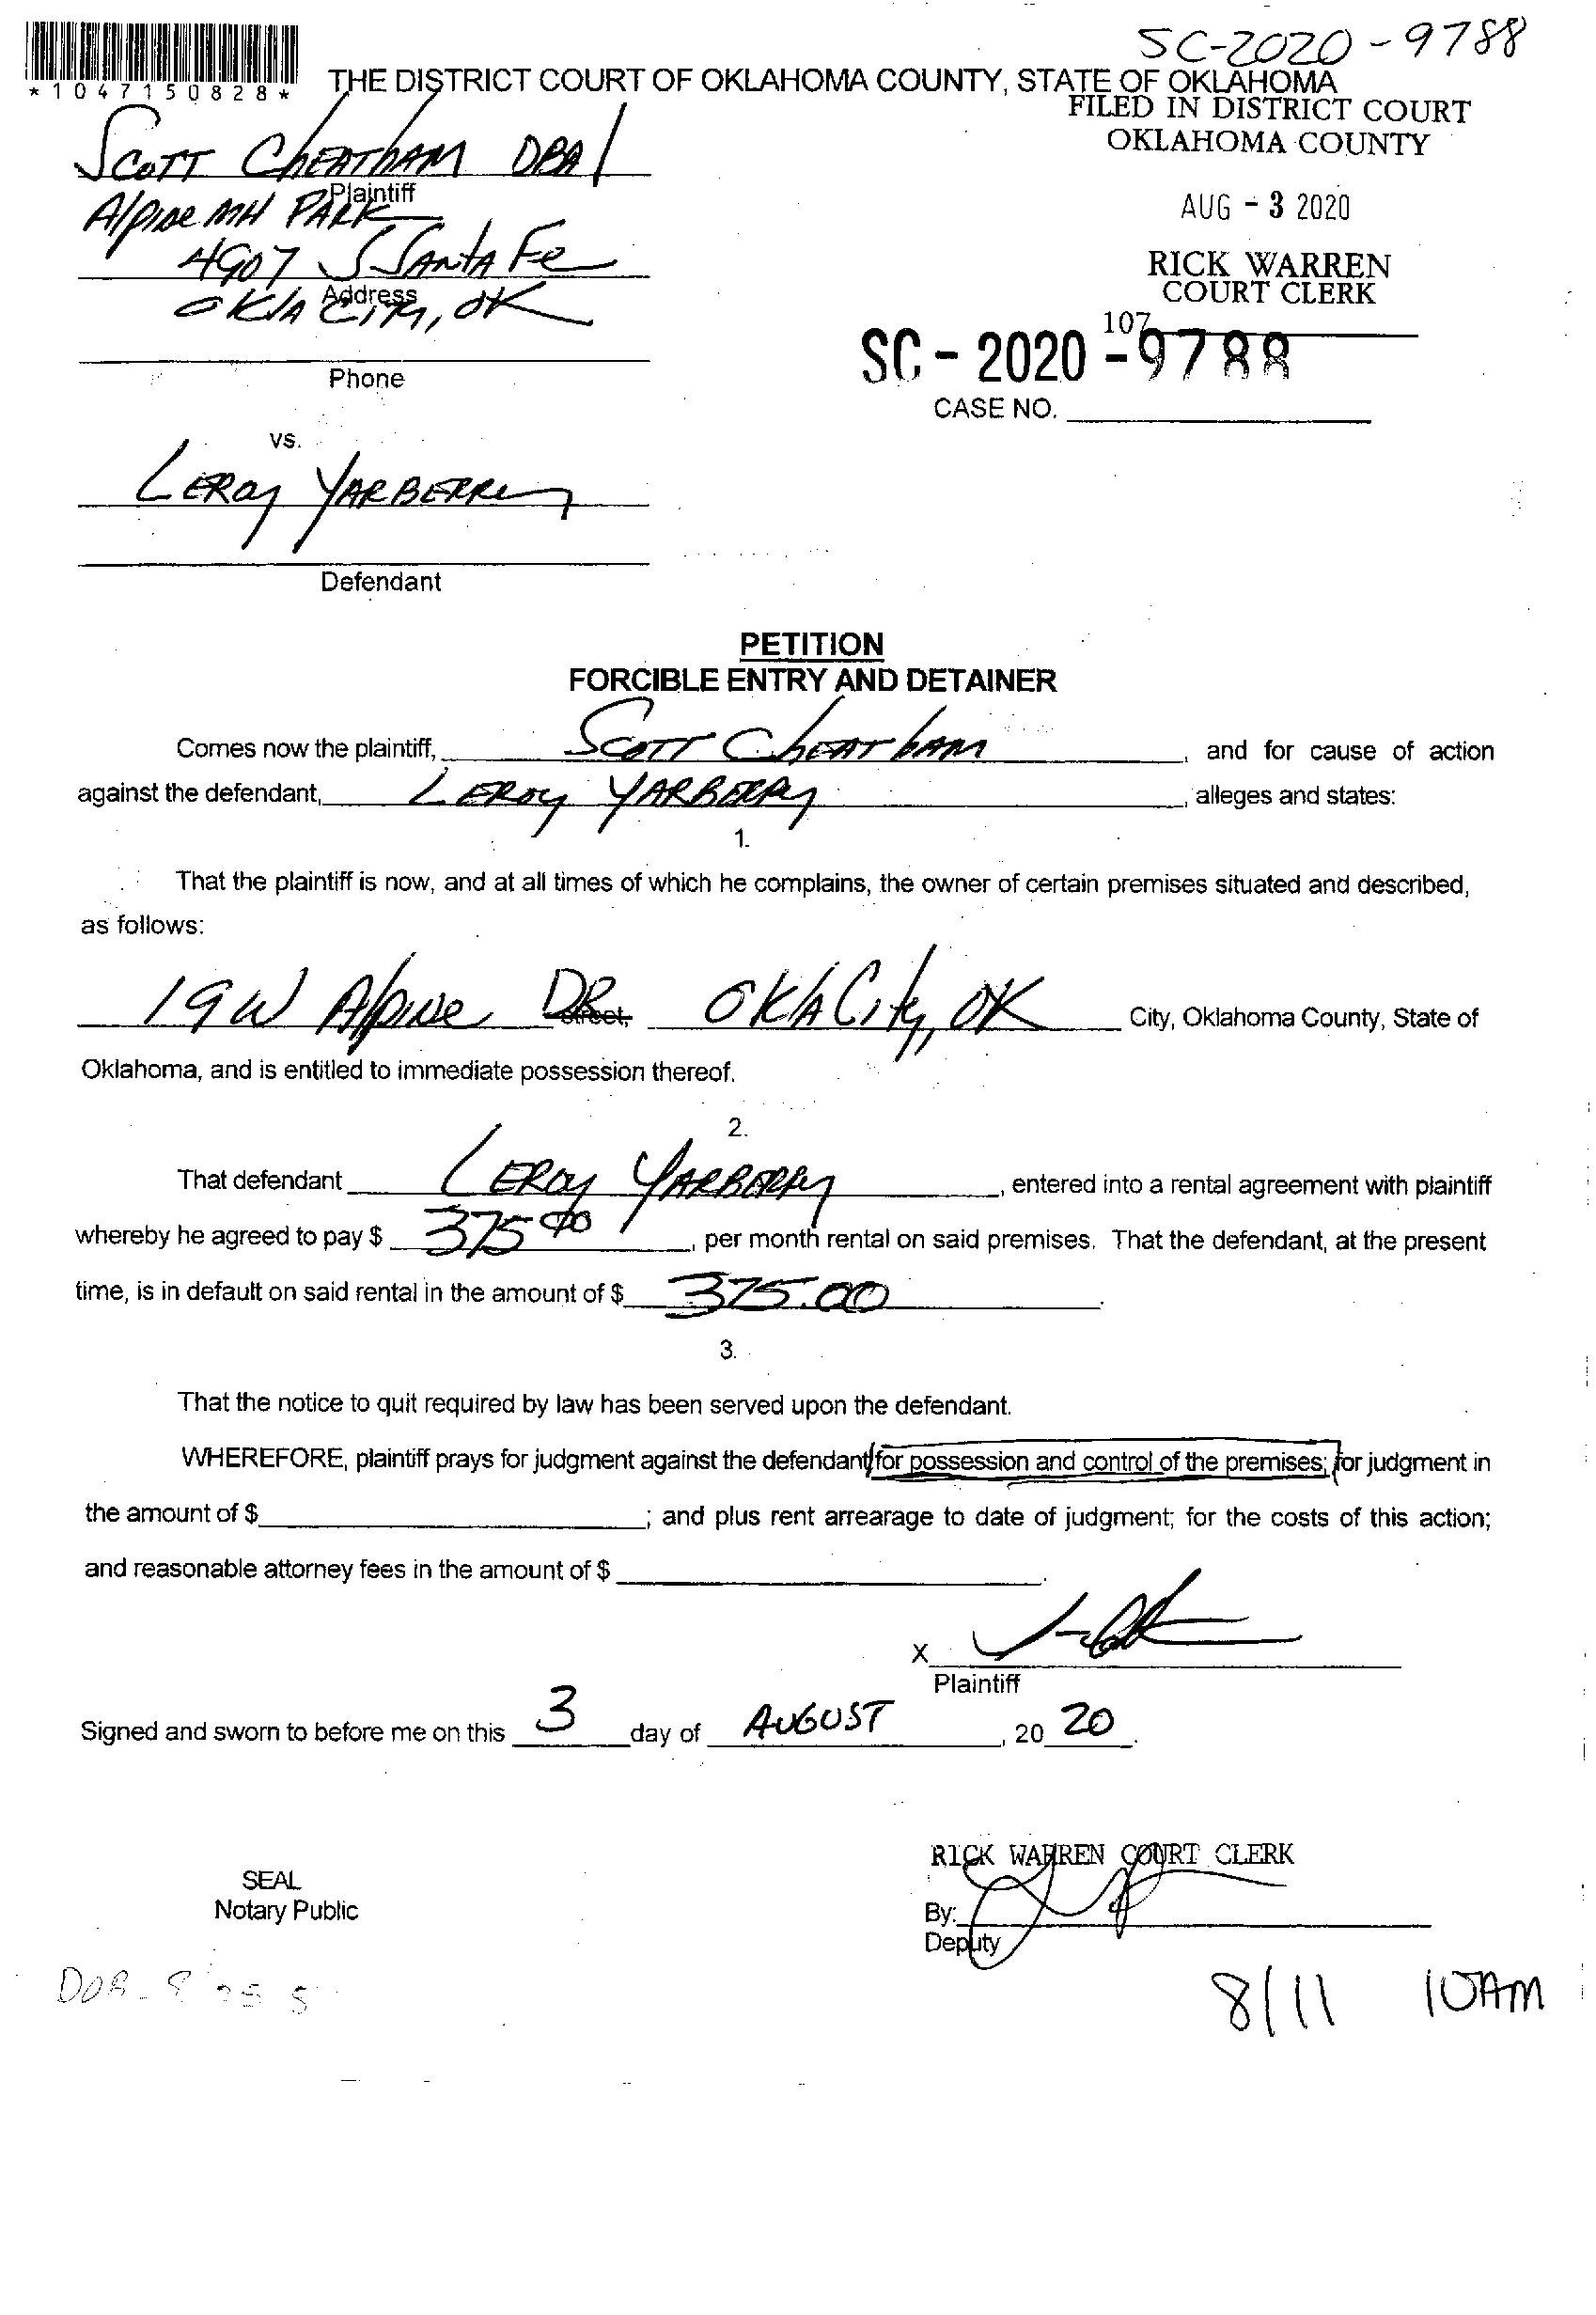 SC-2020-9788
*1047150828*
THE DISTRICT COURT OF OKLAHOMA COUNTY, STATE OF OKLAHOMA
FILED IN DISTRICT COURT
OKLAHOMA COUNTY
SCOTT CHEATHAM DBA/
Plaintiff
Alpine MH PARK
AUG - 3 2020
4907 S SANTA Fe
Address
OKLA CITY, OK
RICK WARREN
COURT CLERK
107
SC - 2020 - 9788
Phone
CASE NO.
vs.
LEROY YARBERRY
Defendant
PETITION
FORCIBLE ENTRY AND DETAINER
Comes now the plaintiff, SCOTT CHEATHAM, and for cause of action
against the defendant, LEROY YARBERRY, alleges and states:
1.
That the plaintiff is now, and at all times of which he complains, the owner of certain premises situated and described,
as follows:
19 W Alpine DR. Street, OKLA City, OK City, Oklahoma County, State of
Oklahoma, and is entitled to immediate possession thereof.
2.
That defendant LEROY YARBERRY, entered into a rental agreement with plaintiff
whereby he agreed to pay $ 375.00, per month rental on said premises. That the defendant, at the present
time, is in default on said rental in the amount of $ 375.00.
3.
That the notice to quit required by law has been served upon the defendant.
WHEREFORE, plaintiff prays for judgment against the defendant for possession and control of the premises; for judgment in
the amount of $ ; and plus rent arrearage to date of judgment; for the costs of this action;
and reasonable attorney fees in the amount of $ .
X
Plaintiff
Signed and sworn to before me on this 3 day of AUGUST, 20 20.
RICK WARREN COURT CLERK
SEAL
Notary Public
By:
Deputy
8/11 10AM